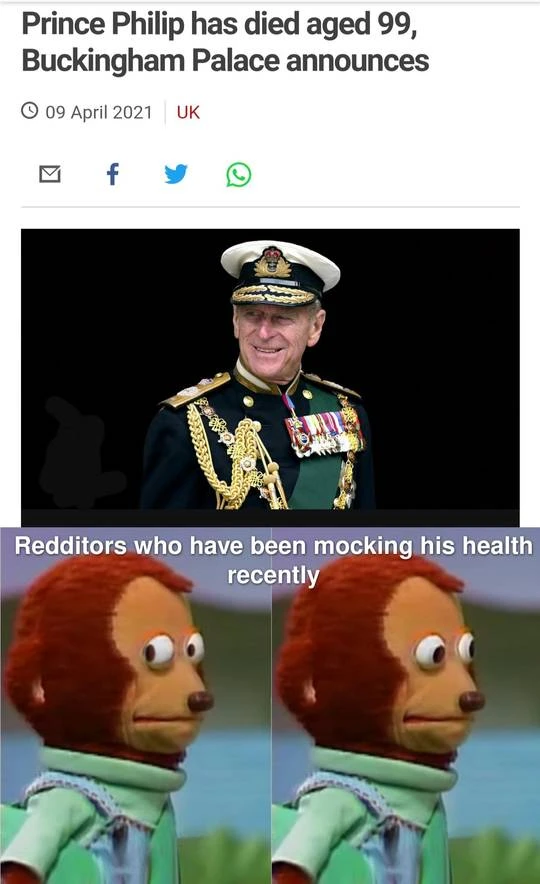 Prince Philip has died aged 99,
Buckingham Palace announces
09 April 2021 UK
Redditors who have been mocking his health
recently